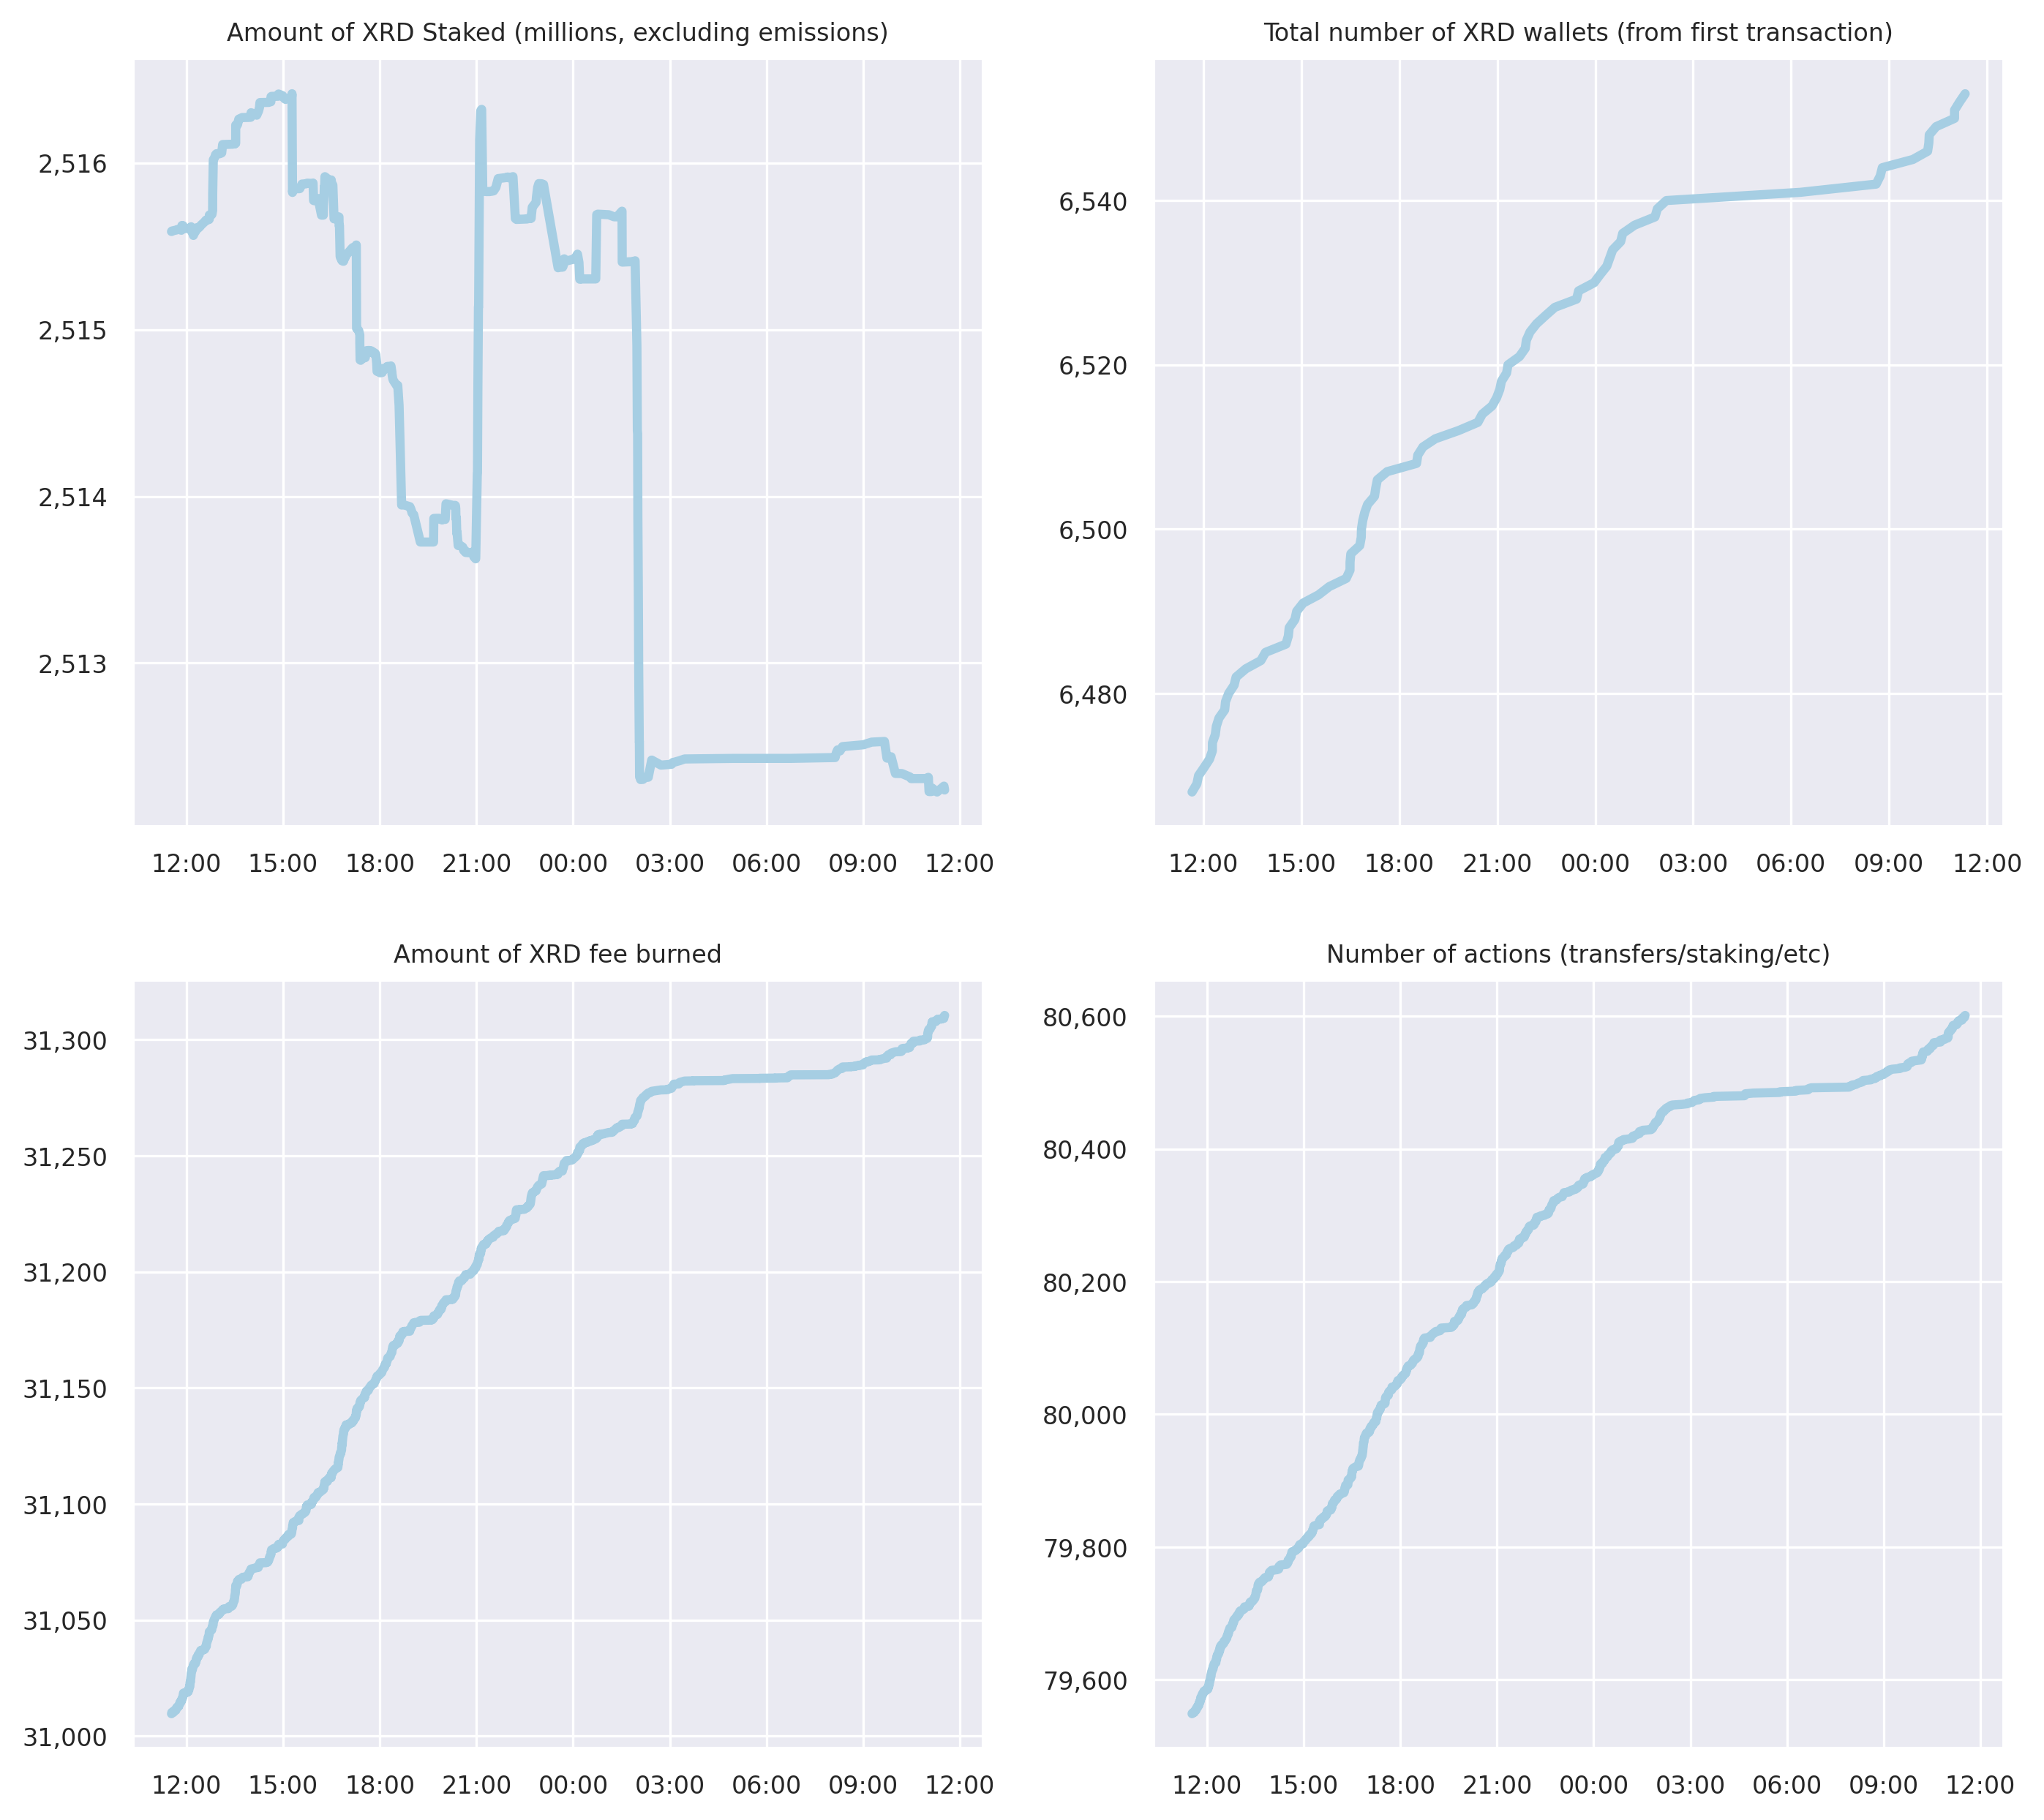 Amount of XRD Staked (millions, excluding emissions)
2,516
2,515
2,514
2,513
12:00 15:00 18:00 21:00 00:00 03:00 06:00 09:00 12:00
Total number of XRD wallets (from first transaction)
6,540
6,520
6,500
6,480
12:00 15:00 18:00 21:00 00:00 03:00 06:00 09:00 12:00
Amount of XRD fee burned
31,300
31,250
31,200
31,150
31,100
31,050
31,000
12:00 15:00 18:00 21:00 00:00 03:00 06:00 09:00 12:00
Number of actions (transfers/staking/etc)
80,600
80,400
80,200
80,000
79,800
79,600
12:00 15:00 18:00 21:00 00:00 03:00 06:00 09:00 12:00